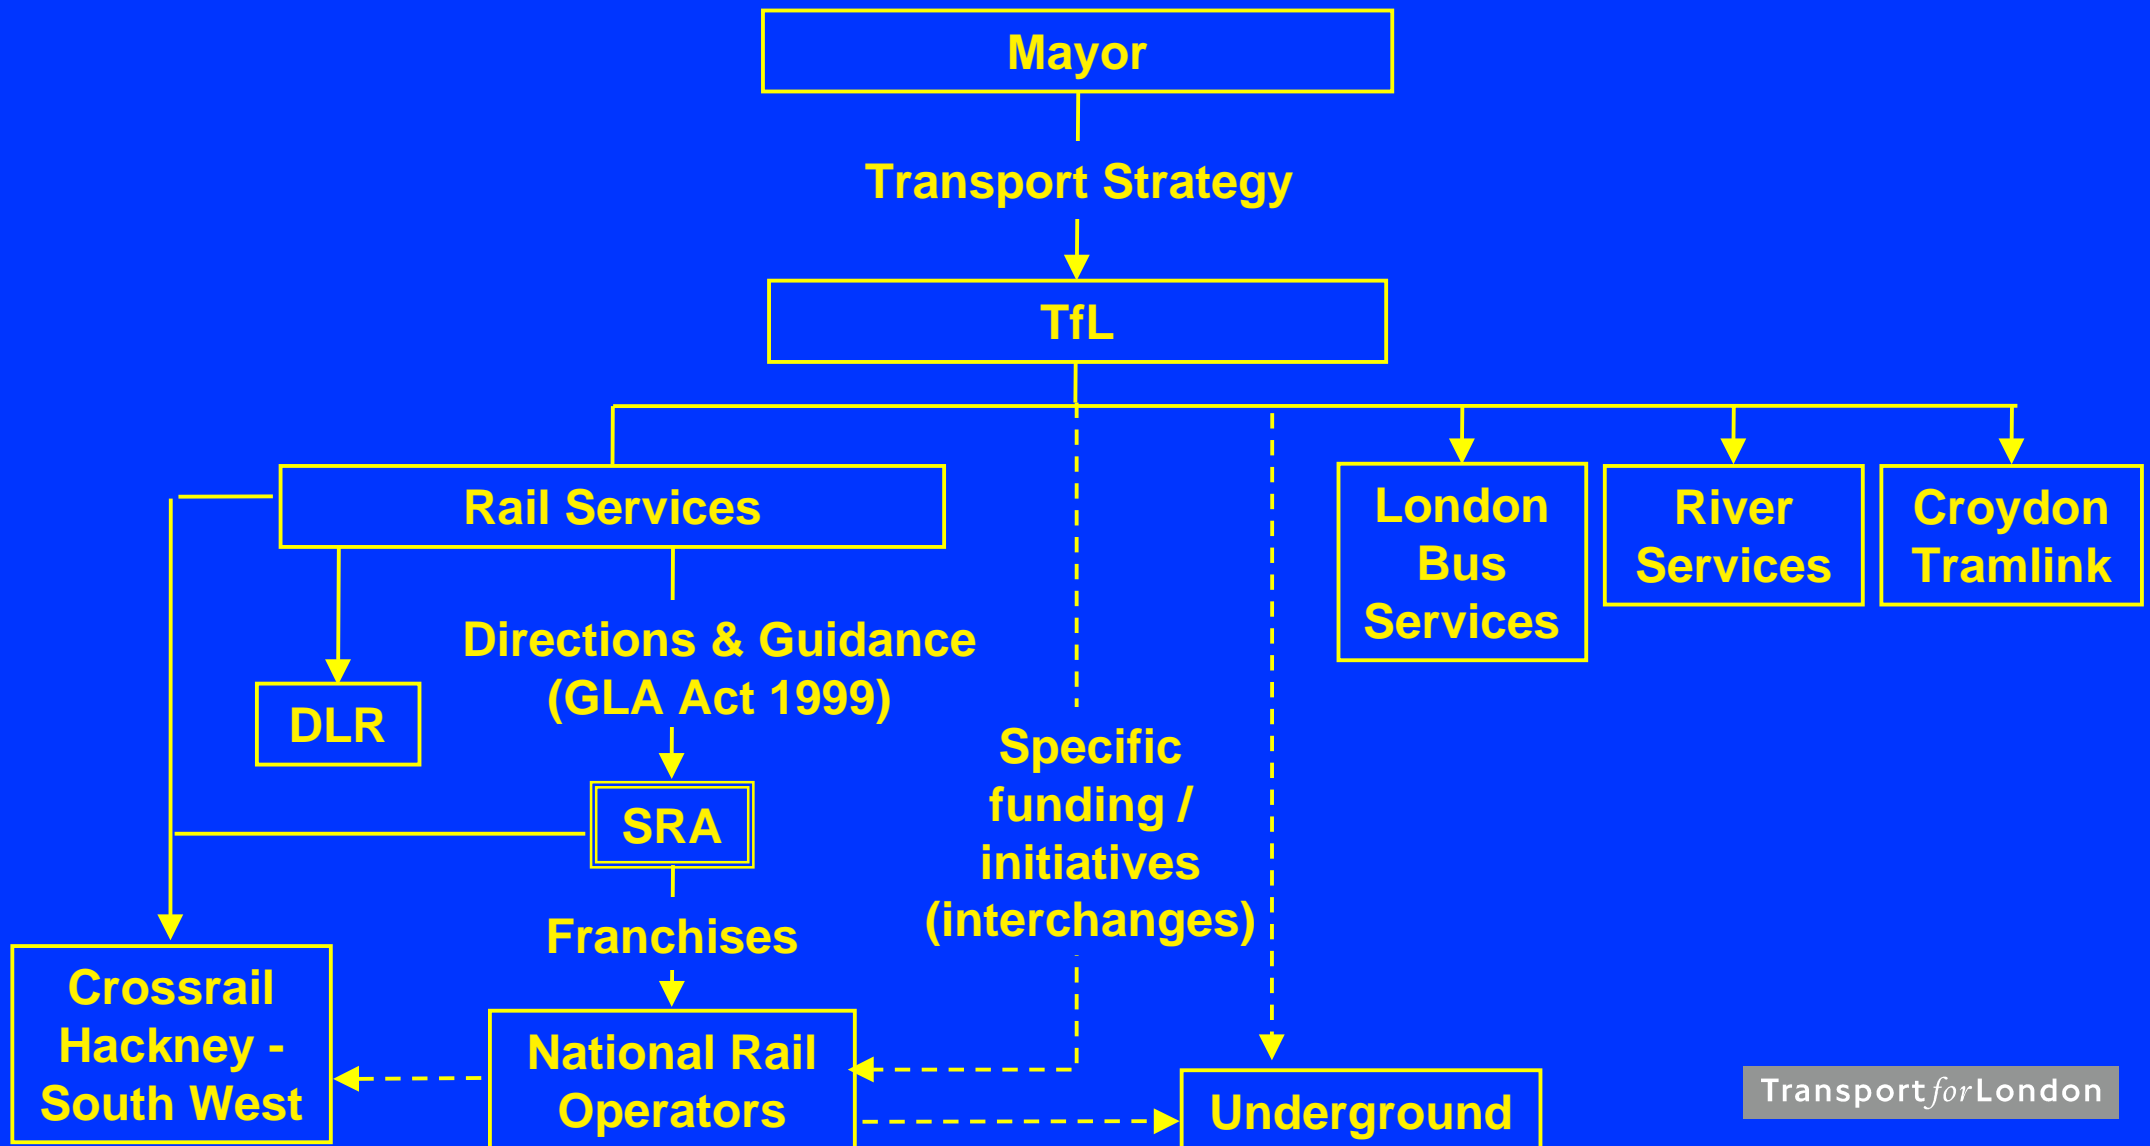 Mayor
Transport Strategy
TfL
Rail Services
London
Bus
Services
River
Services
Croydon
Tramlink
Directions & Guidance
(GLA Act 1999)
DLR
Specific
funding /
initiatives
(interchanges)
SRA
Franchises
Crossrail
Hackney -
South West
National Rail
Operators
Underground
Transport for London